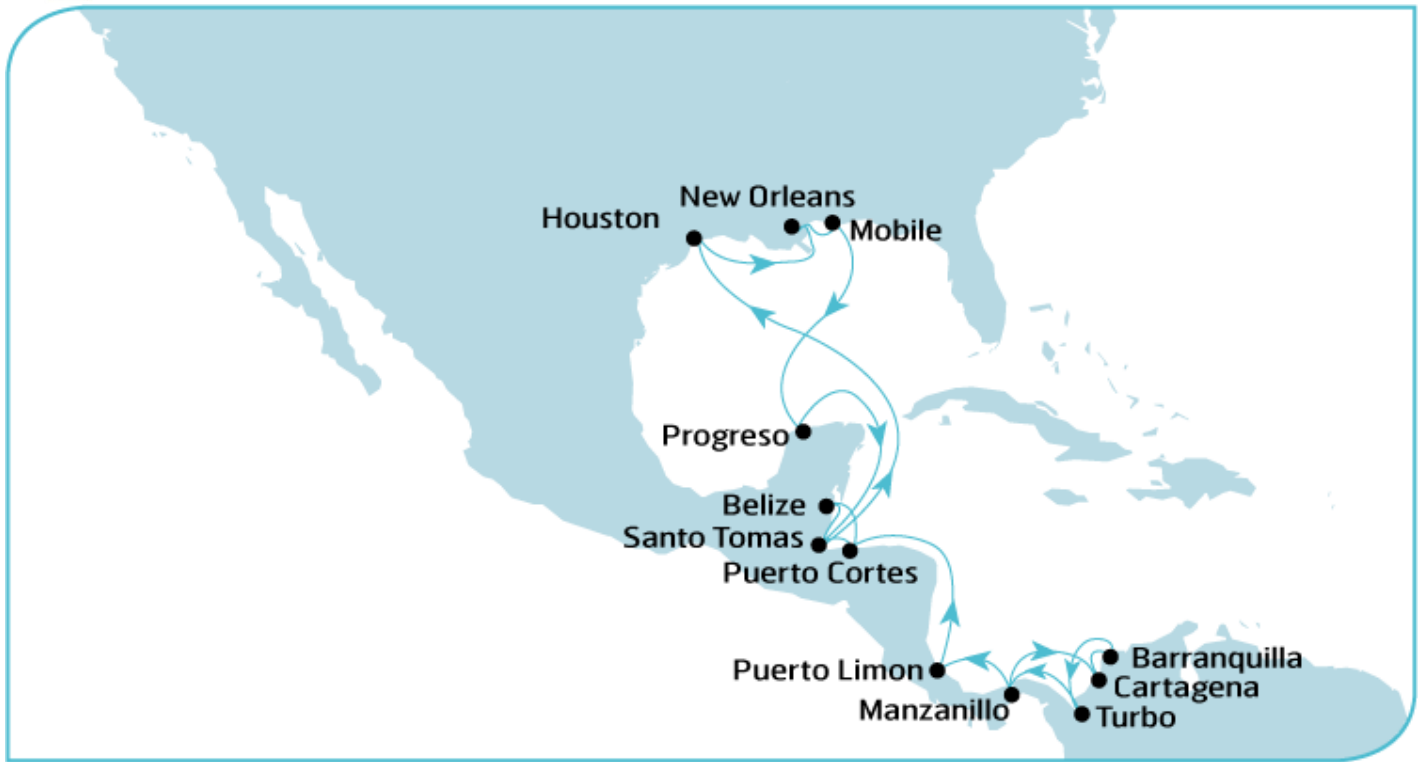 New Orleans
Houston
Mobile
Progreso
Belize
Santo Tomas
Puerto Cortes
Puerto Limon
Barranquilla
Cartagena
Manzanillo
Turbo